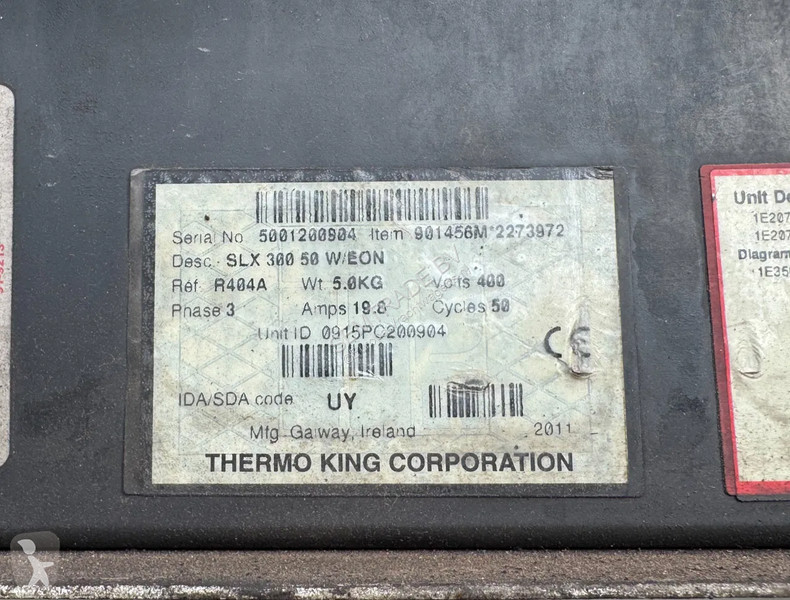 Serial No 5001200904 Item 901456M*2273972
Desc. SLX 300 50 W/EON
Ref. R404A Wt. 5.0KG Volts 400
Phase 3 Amps 19.8 Cycles 50
Unit ID 0915PC200904
CE
IDA/SDA code UY
Mfg Galway, Ireland 2011
THERMO KING CORPORATION
Unit De
1E207
1E207
Diagram
1E35